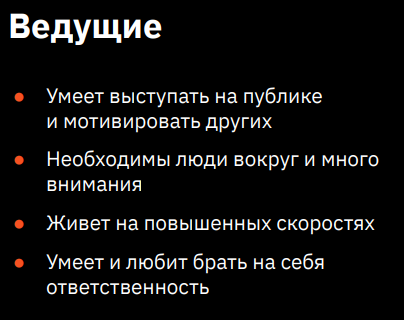 Ведущие
Умеет выступать на публике
и мотивировать других
Необходимы люди вокруг и много
внимания
Живет на повышенных скоростях
Умеет и любит брать на себя
ответственность